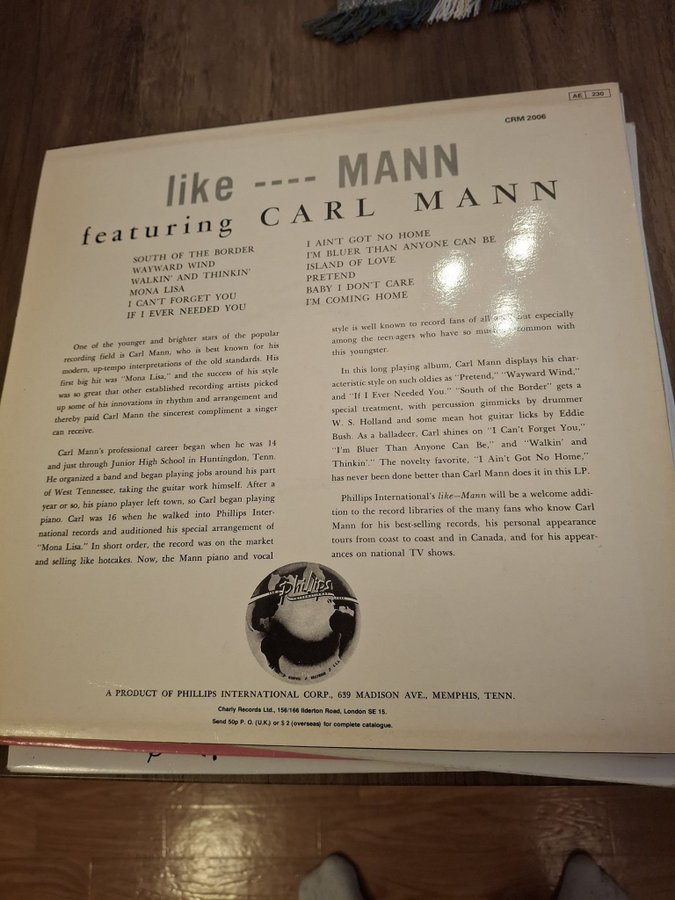 AE 230
CRM 2006
like ---- MANN
featuring CARL MANN
SOUTH OF THE BORDER
WAYWARD WIND
WALKIN' AND THINKIN'
MONA LISA
I CAN'T FORGET YOU
IF I EVER NEEDED YOU
I AIN'T GOT NO HOME
I'M BLUER THAN ANYONE CAN BE
ISLAND OF LOVE
PRETEND
BABY I DON'T CARE
I'M COMING HOME
One of the younger and brighter stars of the popular
recording field is Carl Mann, who is best known for his
modern, up-tempo interpretations of the old standards. His
first big hit was "Mona Lisa," and the success of his style
was so great that other established recording artists picked
up some of his innovations in rhythm and arrangement and
thereby paid Carl Mann the sincerest compliment a singer
can receive.
Carl Mann's professional career began when he was 14
and just through Junior High School in Huntingdon, Tenn.
He organized a band and began playing jobs around his part
of West Tennessee, taking the guitar work himself. After a
year or so, his piano player left town, so Carl began playing
piano. Carl was 16 when he walked into Phillips Inter-
national records and auditioned his special arrangement of
"Mona Lisa." In short order, the record was on the market
and selling like hotcakes. Now, the Mann piano and vocal
style is well known to record fans of all but especially
among the teen-agers who have so much common with
this youngster.
In this long playing album, Carl Mann displays his char-
acteristic style on such oldies as "Pretend," "Wayward Wind,"
and "If I Ever Needed You." "South of the Border" gets a
special treatment, with percussion gimmicks by drummer
W. S. Holland and some mean hot guitar licks by Eddie
Bush. As a balladeer, Carl shines on "I Can't Forget You,"
"I'm Bluer Than Anyone Can Be," and "Walkin' and
Thinkin'." The novelty favorite, "I Ain't Got No Home,"
has never been done better than Carl Mann does it in this LP.
Phillips International's like—Mann will be a welcome addi-
tion to the record libraries of the many fans who know Carl
Mann for his best-selling records, his personal appearance
tours from coast to coast and in Canada, and for his appear-
ances on national TV shows.
Phillips
A PRODUCT OF PHILLIPS INTERNATIONAL CORP., 639 MADISON AVE., MEMPHIS, TENN.
Charly Records Ltd., 156/166 Ilderton Road, London SE 15.
Send 50p P. O. (U.K.) or $ 2 (overseas) for complete catalogue.